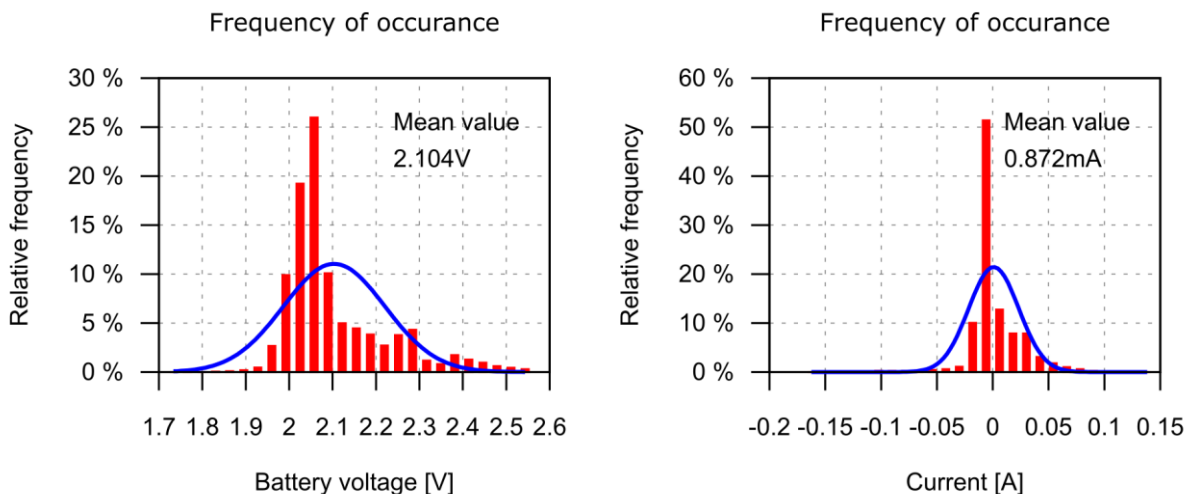 Frequency of occurance
30 %
25 %
20 %
15 %
10 %
5 %
0 %
Relative frequency
Mean value
2.104V
1.7 1.8 1.9 2 2.1 2.2 2.3 2.4 2.5 2.6
Battery voltage [V]
Frequency of occurance
60 %
50 %
40 %
30 %
20 %
10 %
0 %
Relative frequency
Mean value
0.872mA
-0.2 -0.15 -0.1 -0.05 0 0.05 0.1 0.15
Current [A]